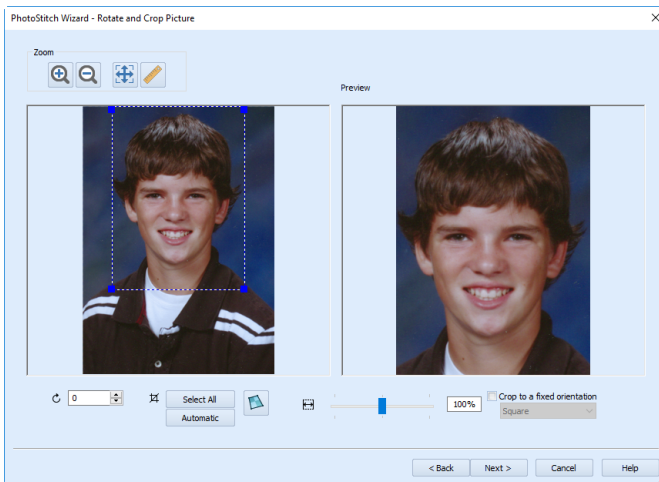 PhotoStitch Wizard - Rotate and Crop Picture
Zoom
Preview
0
Select All
Automatic
100%
Crop to a fixed orientation
Square
< Back
Next >
Cancel
Help